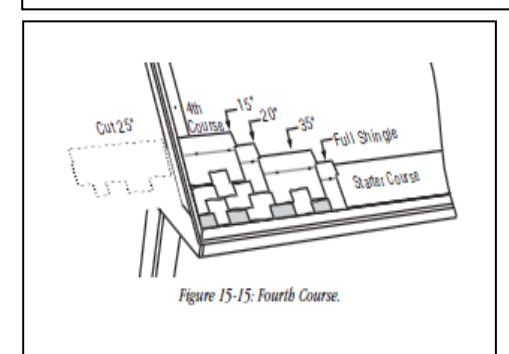 4th
Course
15"
20"
35"
Cut 25"
Full Shingle
Starter Course
Figure 15-15: Fourth Course.